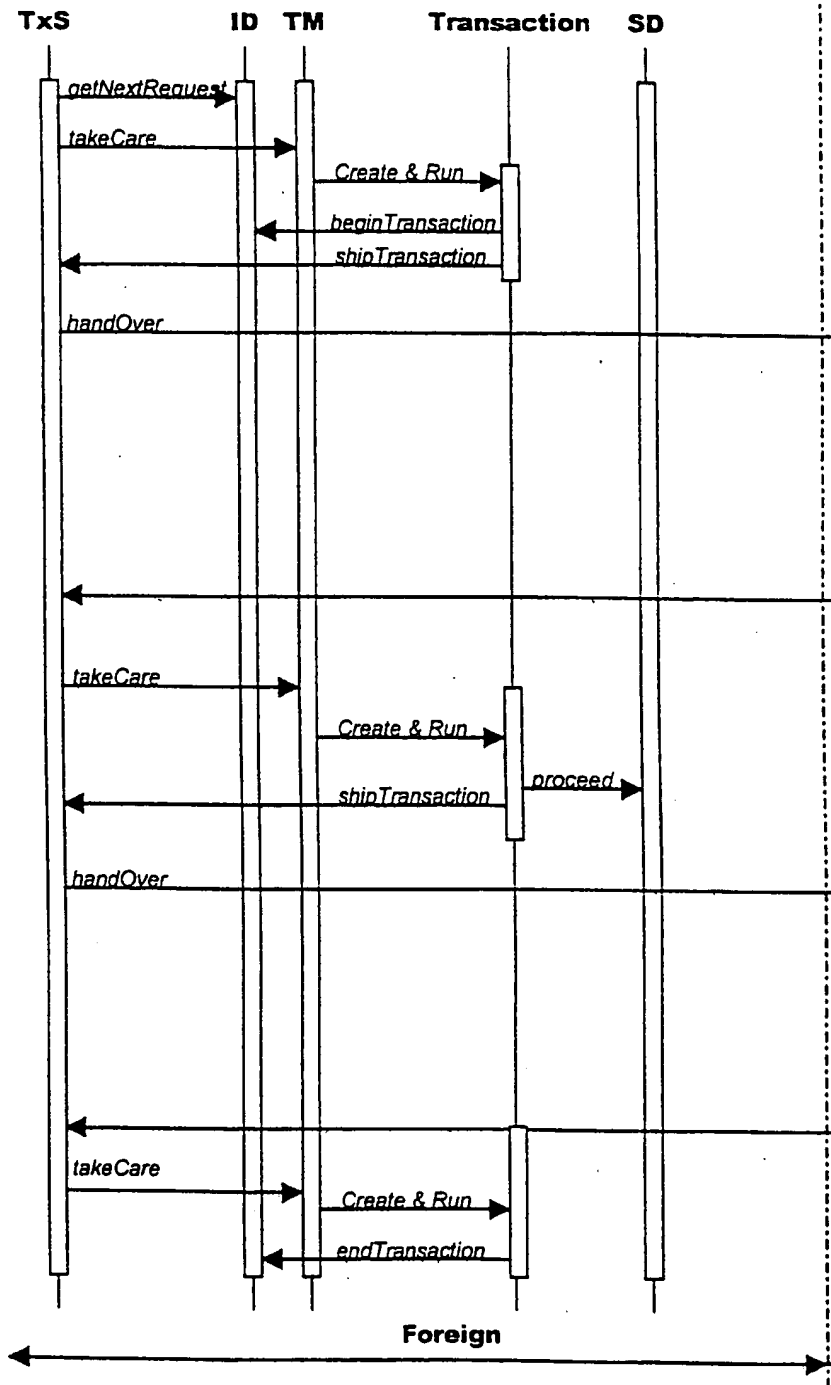 TxS ID TM Transaction SD
getNextRequest
takeCare
Create & Run
beginTransaction
shipTransaction
handOver
takeCare
Create & Run
proceed
shipTransaction
handOver
takeCare
Create & Run
endTransaction
Foreign